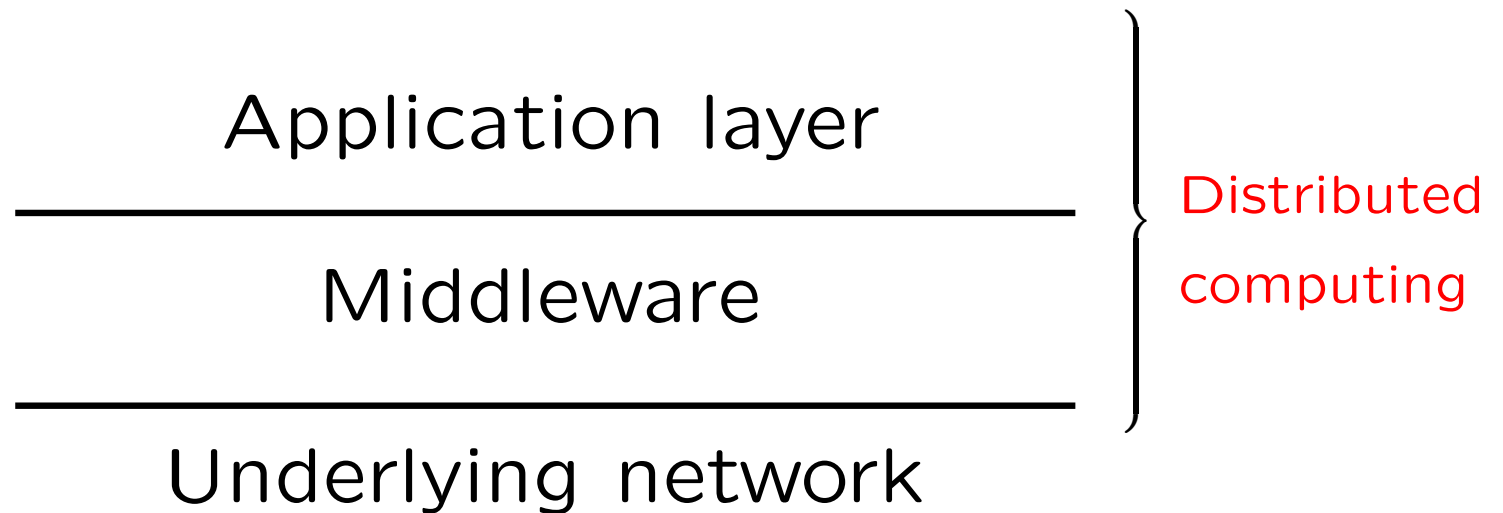 Application layer
Distributed
Middleware
computing
Underlying network